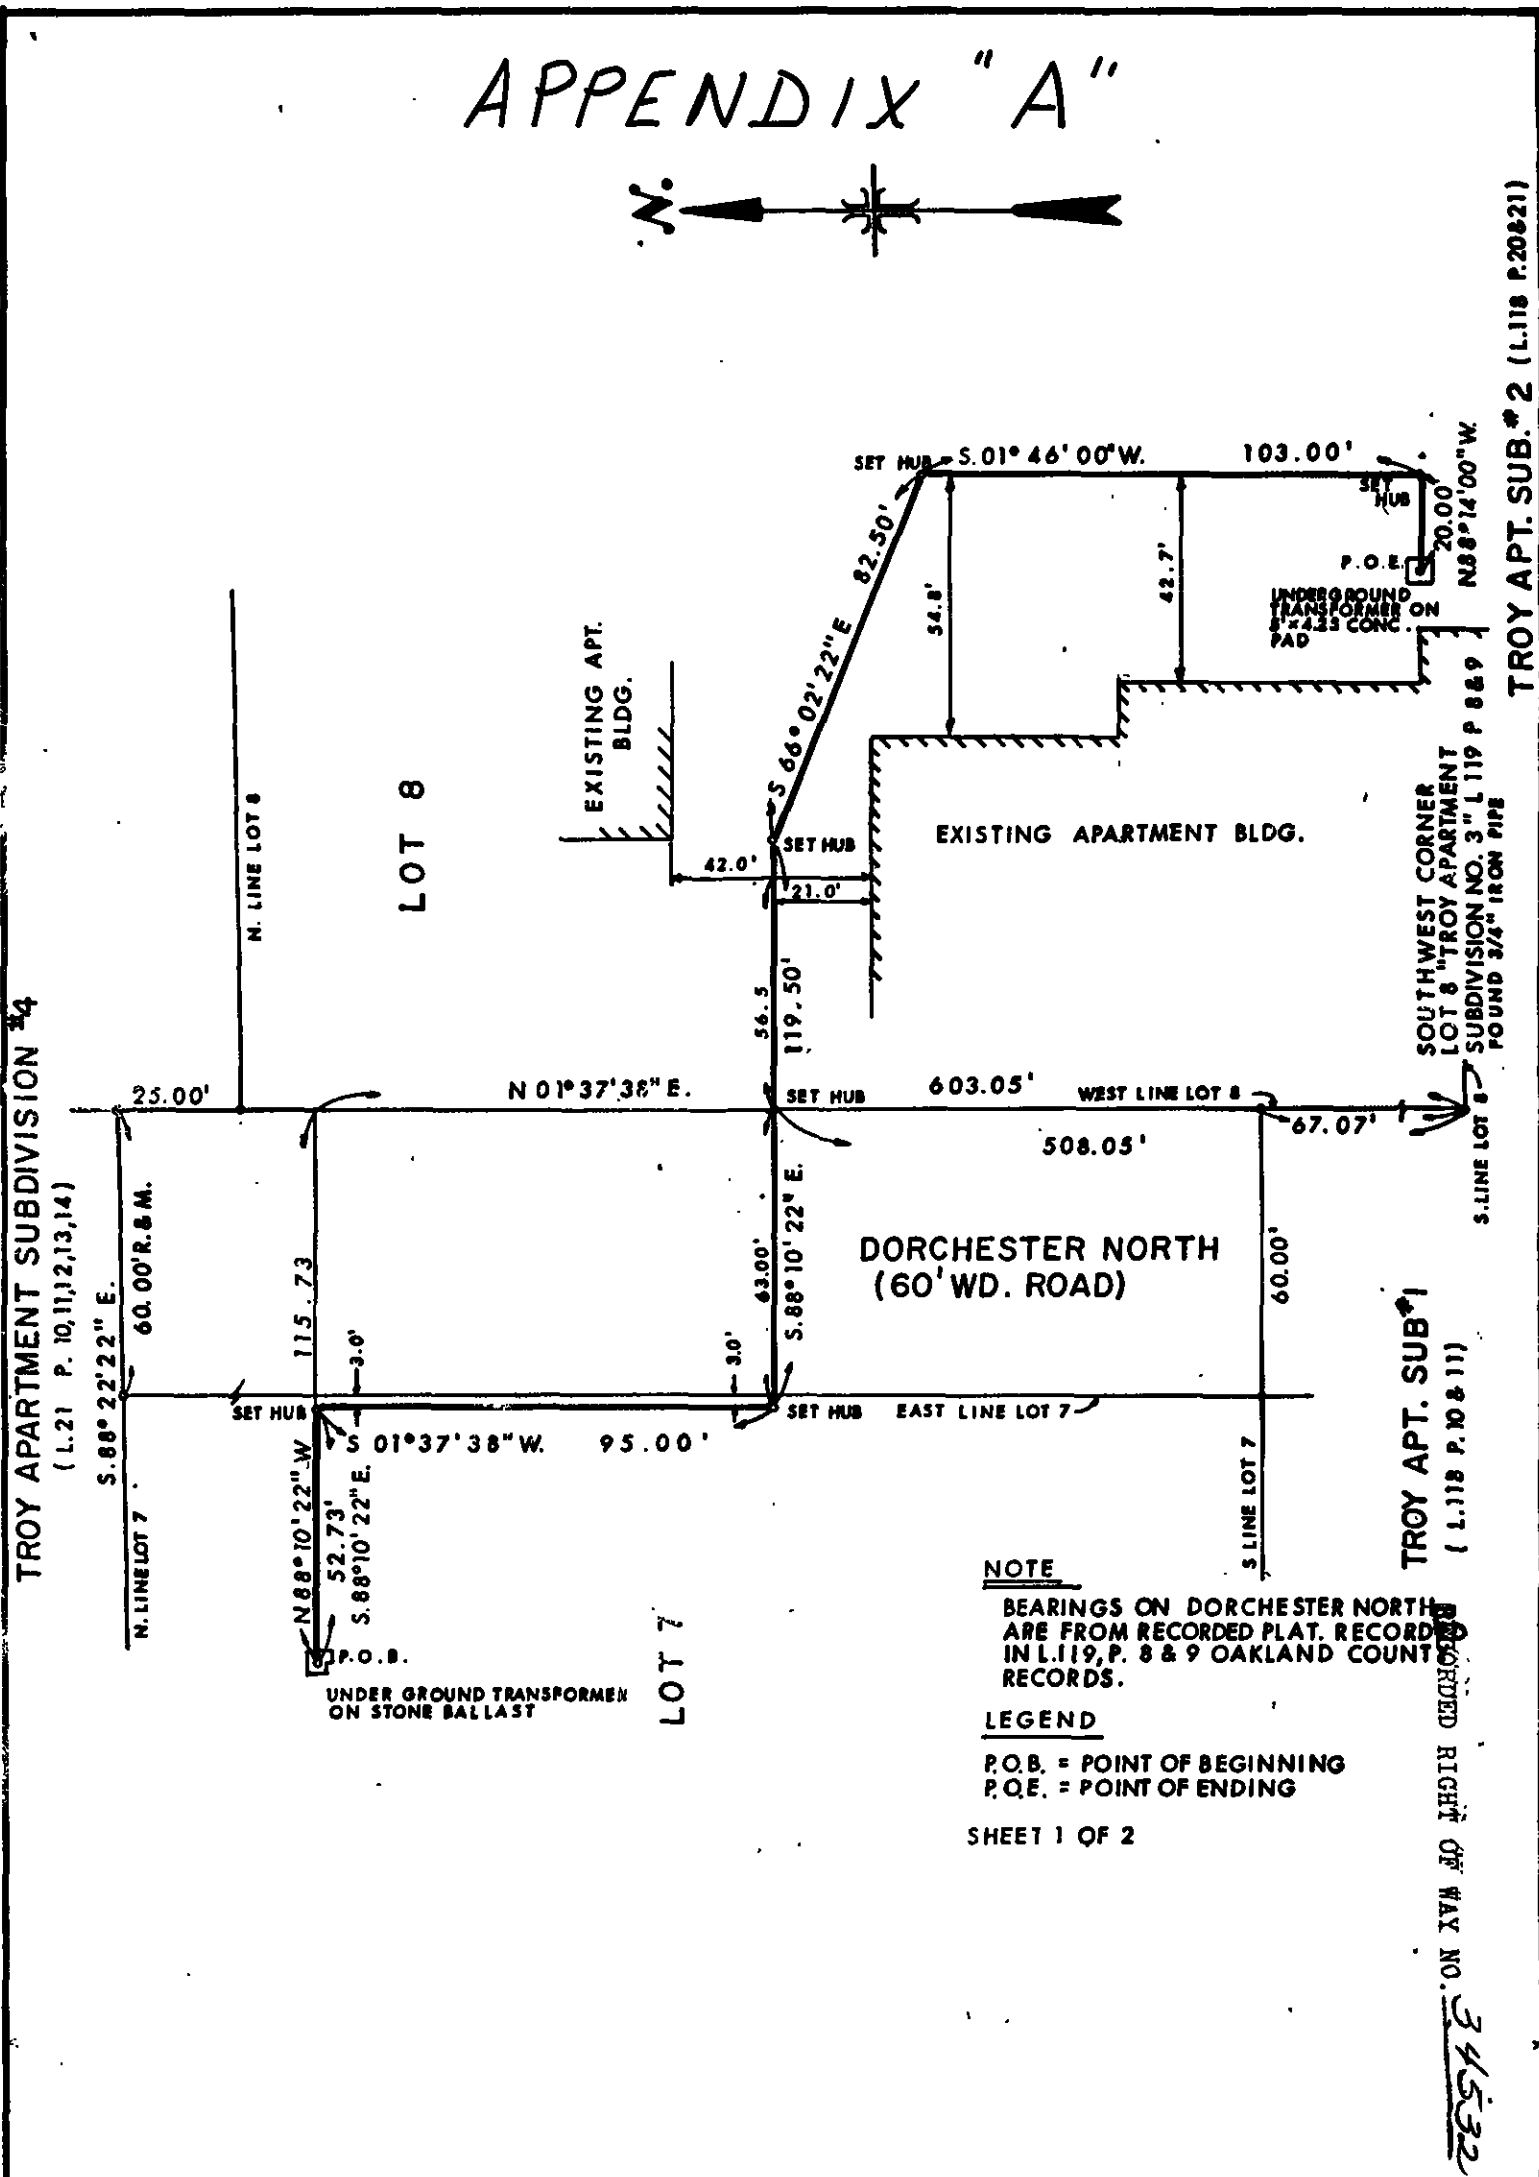 APPENDIX "A"
N.
TROY APT. SUB. #2 (L.118 P.20&21)
SET HUB
S. 01° 46' 00" W.
103.00'
SET
HUB
20.00
N.88°14'00"W.
P.O.E.
UNDERGROUND
TRANSFORMER ON
CONC.
PAD
82.50'
S 66° 02' 22" E
54.8'
42.7'
EXISTING APT.
BLDG.
N. LINE LOT 8
LOT 8
SET HUB
42.0'
21.0'
EXISTING APARTMENT BLDG.
SOUTHWEST CORNER
LOT 8 "TROY APARTMENT
SUBDIVISION NO. 3" L 119 P 8&9
FOUND 3/4" IRON PIPE
56.5
119.50'
TROY APARTMENT SUBDIVISION #4
(L.21 P. 10,11,12,13,14)
25.00'
N 01° 37' 38" E.
SET HUB
603.05'
WEST LINE LOT 8
67.07'
508.05'
S.LINE LOT 8
S.88° 22' 22" E.
60.00' R.& M.
115.73
63.00'
S.88° 10' 22" E.
DORCHESTER NORTH
(60' WD. ROAD)
60.00'
3.0'
3.0'
SET HUB
SET HUB
EAST LINE LOT 7
S 01° 37' 38" W.
95.00'
N.LINE LOT 7
N 88° 10' 22" W
52.73'
S.88° 10' 22" E.
S LINE LOT 7
TROY APT. SUB #1
( L.118 P.10 & 11)
P.O.B.
UNDER GROUND TRANSFORMER
ON STONE BALLAST
LOT 7
NOTE
BEARINGS ON DORCHESTER NORTH
ARE FROM RECORDED PLAT. RECORDED
IN L.119, P. 8 & 9 OAKLAND COUNTY
RECORDS.
LEGEND
P.O.B. = POINT OF BEGINNING
P.O.E. = POINT OF ENDING
SHEET 1 OF 2
RECORDED RIGHT OF WAY NO. 34532